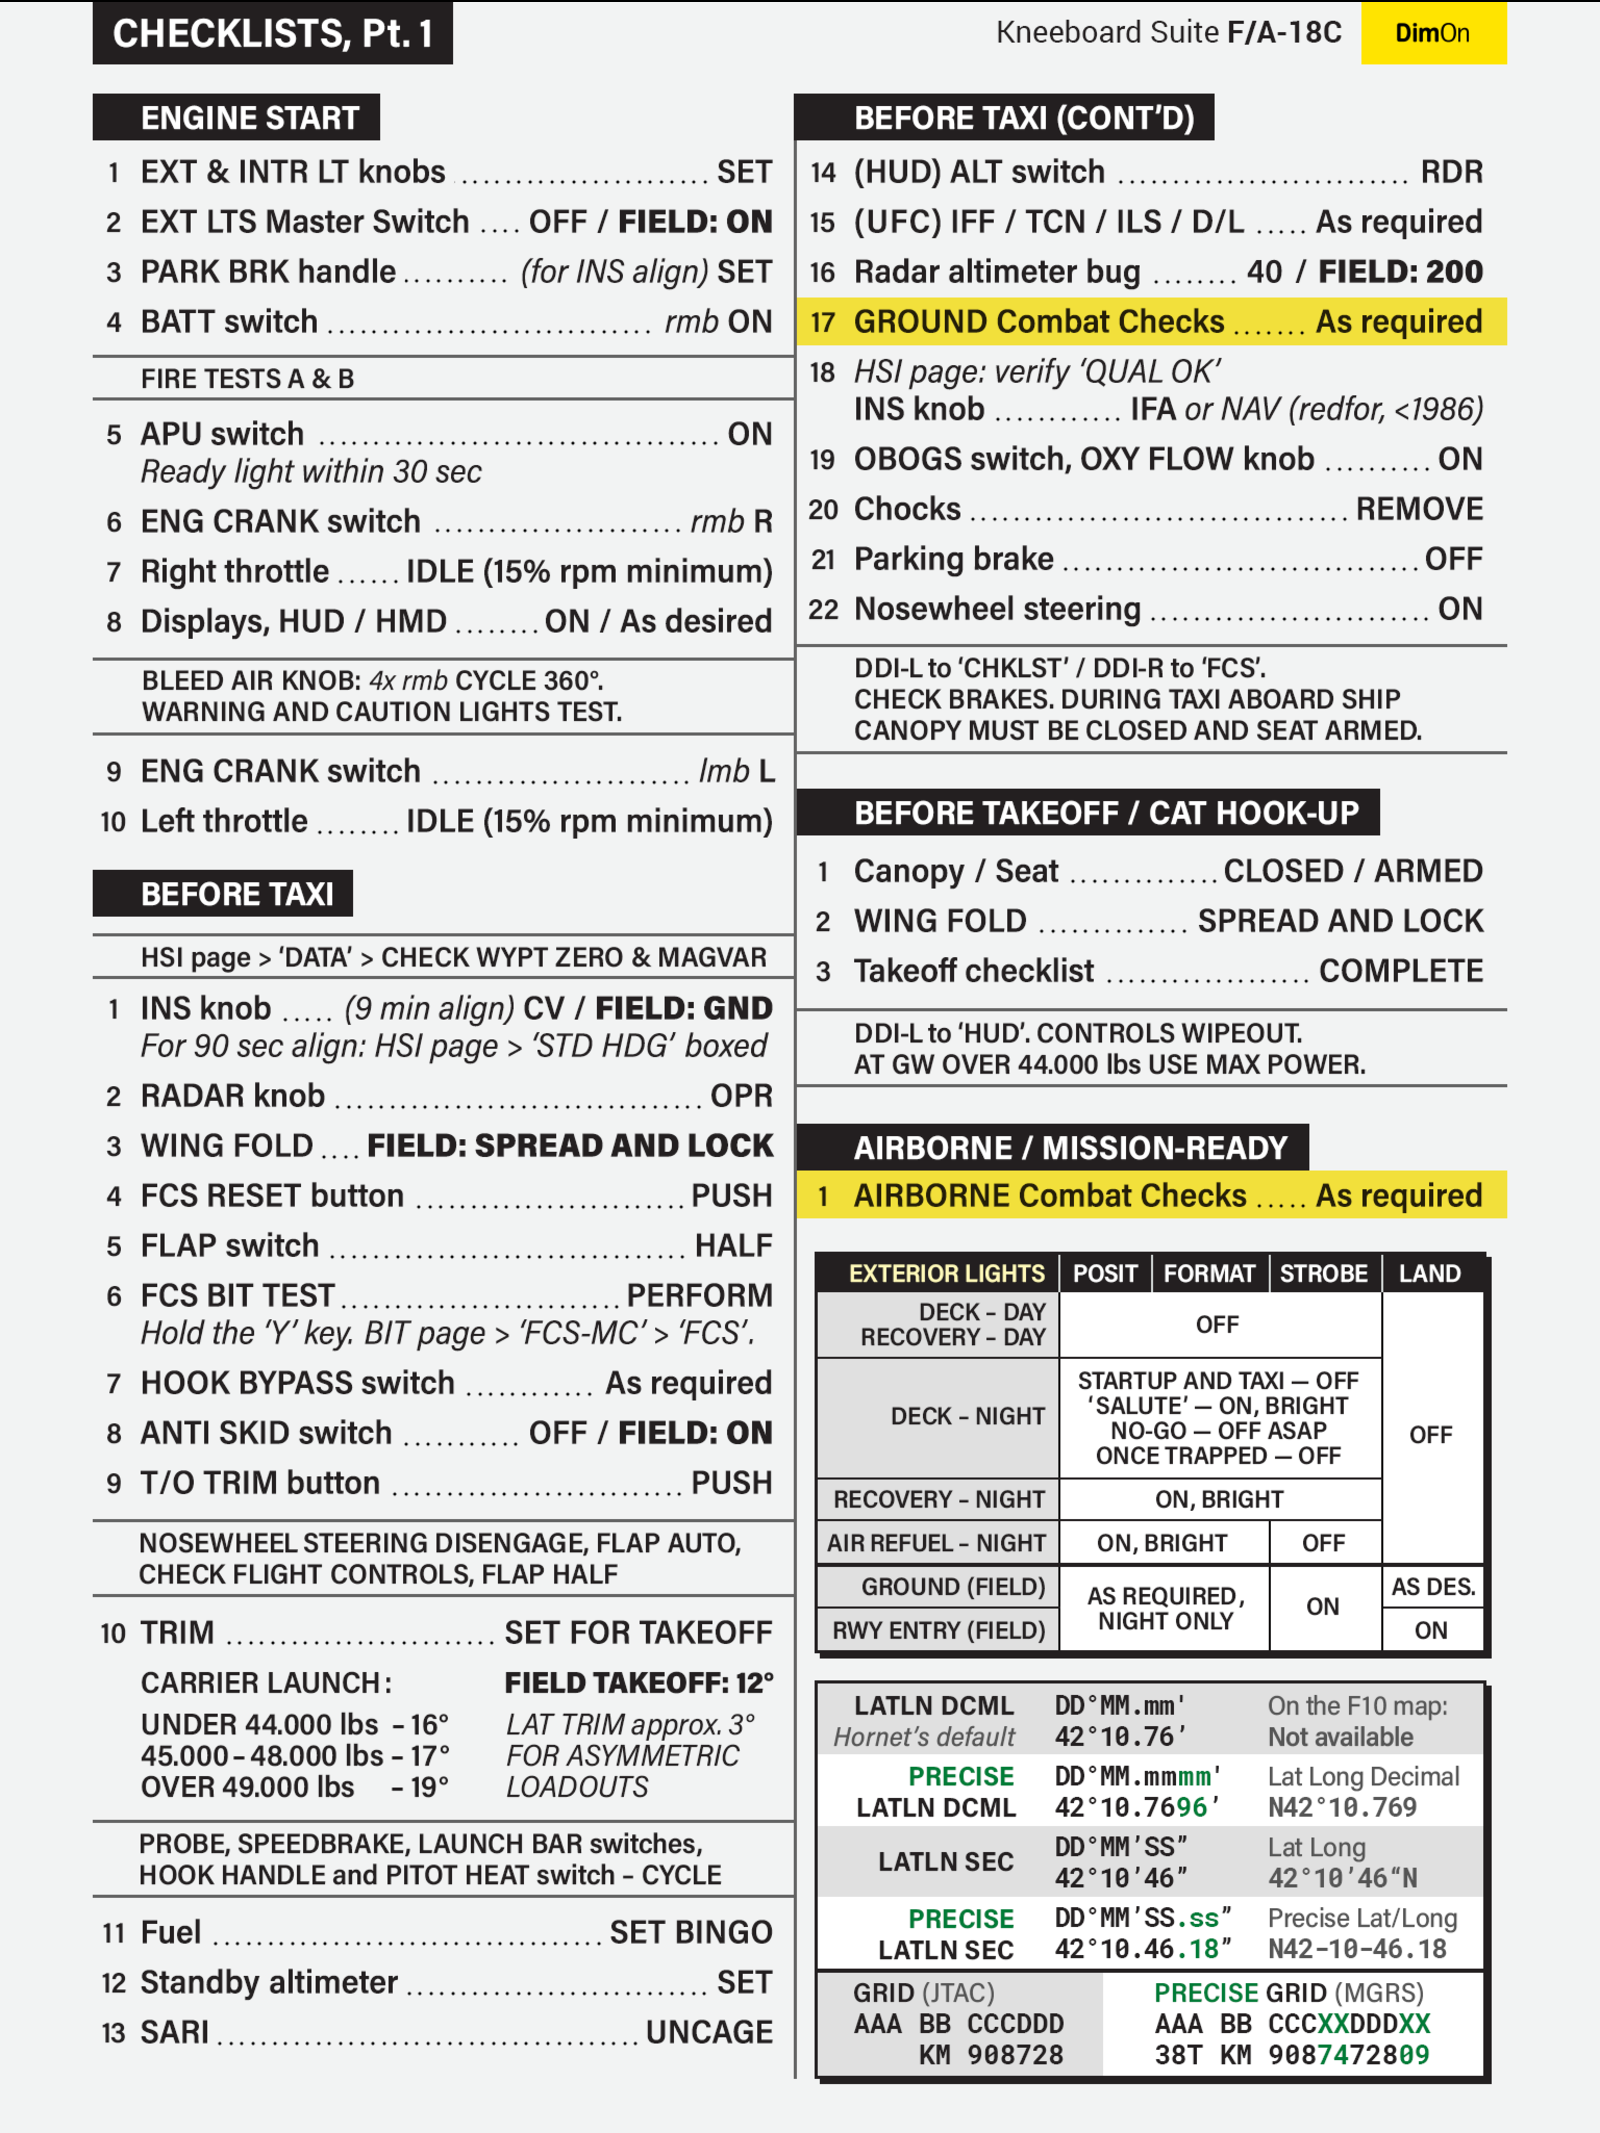 CHECKLISTS, Pt. 1
Kneeboard Suite F/A-18C
DimOn
ENGINE START
1 EXT & INTR LT knobs ........................ SET
2 EXT LTS Master Switch .... OFF / FIELD: ON
3 PARK BRK handle .......... (for INS align) SET
4 BATT switch ............................... rmb ON
FIRE TESTS A & B
5 APU switch ...................................... ON
Ready light within 30 sec
6 ENG CRANK switch ....................... rmb R
7 Right throttle ...... IDLE (15% rpm minimum)
8 Displays, HUD / HMD ........ ON / As desired
BLEED AIR KNOB: 4x rmb CYCLE 360°.
WARNING AND CAUTION LIGHTS TEST.
9 ENG CRANK switch ........................ lmb L
10 Left throttle ........ IDLE (15% rpm minimum)
BEFORE TAXI
HSI page > ‘DATA’ > CHECK WYPT ZERO & MAGVAR
1 INS knob ..... (9 min align) CV / FIELD: GND
For 90 sec align: HSI page > ‘STD HDG’ boxed
2 RADAR knob ................................... OPR
3 WING FOLD .... FIELD: SPREAD AND LOCK
4 FCS RESET button ......................... PUSH
5 FLAP switch .................................. HALF
6 FCS BIT TEST .......................... PERFORM
Hold the ‘Y’ key. BIT page > ‘FCS-MC’ > ‘FCS’.
7 HOOK BYPASS switch ............ As required
8 ANTI SKID switch ........... OFF / FIELD: ON
9 T/O TRIM button ........................... PUSH
NOSEWHEEL STEERING DISENGAGE, FLAP AUTO,
CHECK FLIGHT CONTROLS, FLAP HALF
10 TRIM ......................... SET FOR TAKEOFF
CARRIER LAUNCH: FIELD TAKEOFF: 12°
UNDER 44.000 lbs – 16° LAT TRIM approx. 3°
45.000 – 48.000 lbs – 17° FOR ASYMMETRIC
OVER 49.000 lbs – 19° LOADOUTS
PROBE, SPEEDBRAKE, LAUNCH BAR switches,
HOOK HANDLE and PITOT HEAT switch – CYCLE
11 Fuel ..................................... SET BINGO
12 Standby altimeter ............................. SET
13 SARI ........................................ UNCAGE
BEFORE TAXI (CONT’D)
14 (HUD) ALT switch ............................ RDR
15 (UFC) IFF / TCN / ILS / D/L ..... As required
16 Radar altimeter bug ........ 40 / FIELD: 200
17 GROUND Combat Checks ....... As required
18 HSI page: verify ‘QUAL OK’
INS knob ............ IFA or NAV (redfor, <1986)
19 OBOGS switch, OXY FLOW knob .......... ON
20 Chocks .................................... REMOVE
21 Parking brake .................................. OFF
22 Nosewheel steering .......................... ON
DDI-L to ‘CHKLST’ / DDI-R to ‘FCS’.
CHECK BRAKES. DURING TAXI ABOARD SHIP
CANOPY MUST BE CLOSED AND SEAT ARMED.
BEFORE TAKEOFF / CAT HOOK-UP
1 Canopy / Seat .............. CLOSED / ARMED
2 WING FOLD .............. SPREAD AND LOCK
3 Takeoff checklist ................... COMPLETE
DDI-L to ‘HUD’. CONTROLS WIPEOUT.
AT GW OVER 44.000 lbs USE MAX POWER.
AIRBORNE / MISSION-READY
1 AIRBORNE Combat Checks ..... As required
EXTERIOR LIGHTS POSIT FORMAT STROBE LAND
DECK – DAY
RECOVERY – DAY
OFF
DECK – NIGHT
STARTUP AND TAXI — OFF
‘SALUTE’ — ON, BRIGHT
NO-GO — OFF ASAP
ONCE TRAPPED — OFF
OFF
RECOVERY – NIGHT ON, BRIGHT
AIR REFUEL – NIGHT ON, BRIGHT OFF
GROUND (FIELD) AS DES.
AS REQUIRED,
NIGHT ONLY
ON
RWY ENTRY (FIELD) ON
LATLN DCML DD°MM.mm' On the F10 map:
Hornet’s default 42°10.76’ Not available
PRECISE DD°MM.mmmm' Lat Long Decimal
LATLN DCML 42°10.7696’ N42°10.769
LATLN SEC
DD°MM’SS” Lat Long
42°10’46” 42°10’46“N
PRECISE DD°MM’SS.ss” Precise Lat/Long
LATLN SEC 42°10.46.18” N42-10-46.18
GRID (JTAC) PRECISE GRID (MGRS)
AAA BB CCCDDD AAA BB CCCXXDDDXX
KM 908728 38T KM 9087472809